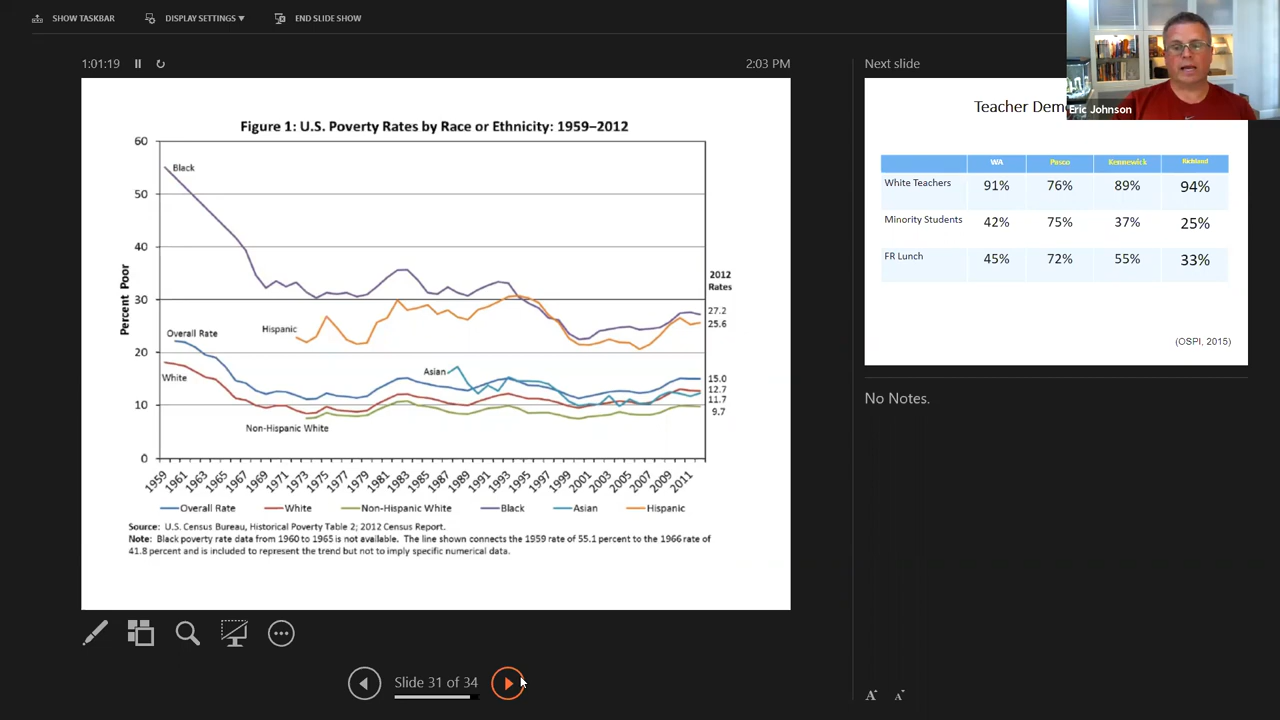 SHOW TASKBAR DISPLAY SETTINGS ▼ END SLIDE SHOW
1:01:19 2:03 PM
Figure 1: U.S. Poverty Rates by Race or Ethnicity: 1959–2012
Percent Poor
60
50
40
30
20
10
0
Black
Hispanic
Overall Rate
White
Asian
Non-Hispanic White
2012
Rates
27.2
25.6
15.0
12.7
11.7
9.7
1959 1961 1963 1965 1967 1969 1971 1973 1975 1977 1979 1981 1983 1985 1987 1989 1991 1993 1995 1997 1999 2001 2003 2005 2007 2009 2011
Overall Rate White Non-Hispanic White Black Asian Hispanic
Source: U.S. Census Bureau, Historical Poverty Table 2; 2012 Census Report.
Note: Black poverty rate data from 1960 to 1965 is not available. The line shown connects the 1959 rate of 55.1 percent to the 1966 rate of
41.8 percent and is included to represent the trend but not to imply specific numerical data.
Slide 31 of 34
Next slide
Eric Johnson
Teacher
WA Pasco Kennewick Richland
White Teachers 91% 76% 89% 94%
Minority Students 42% 75% 37% 25%
FR Lunch 45% 72% 55% 33%
(OSPI, 2015)
No Notes.
A A